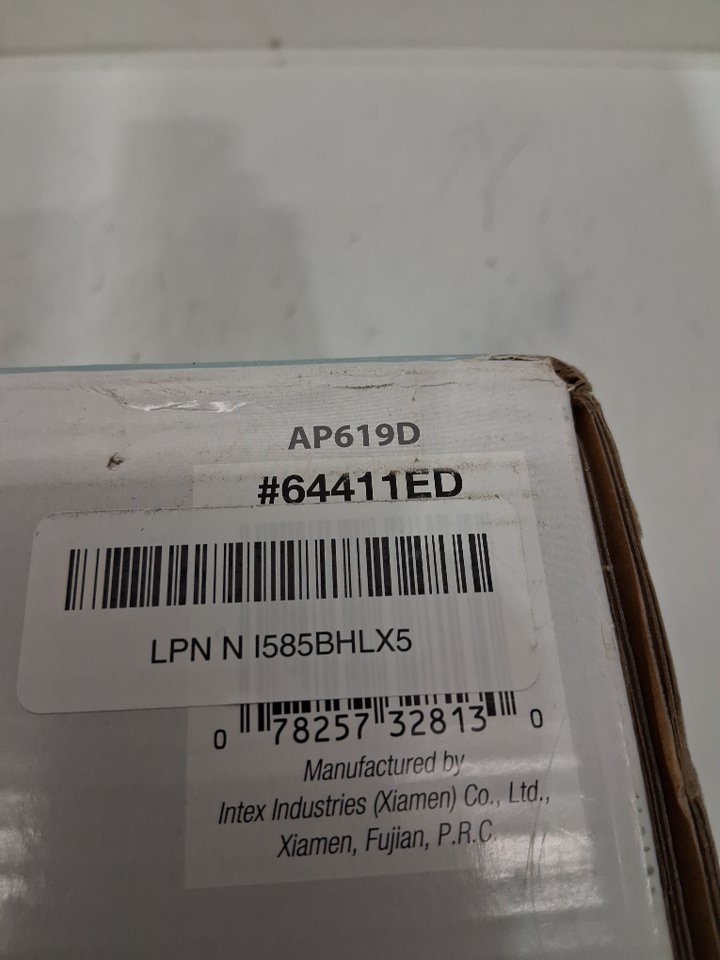 AP619D
#64411ED
LPN N I585BHLX5
0 78257 32813 0
Manufactured by
Intex Industries (Xiamen) Co., Ltd.,
Xiamen, Fujian, P.R.C.